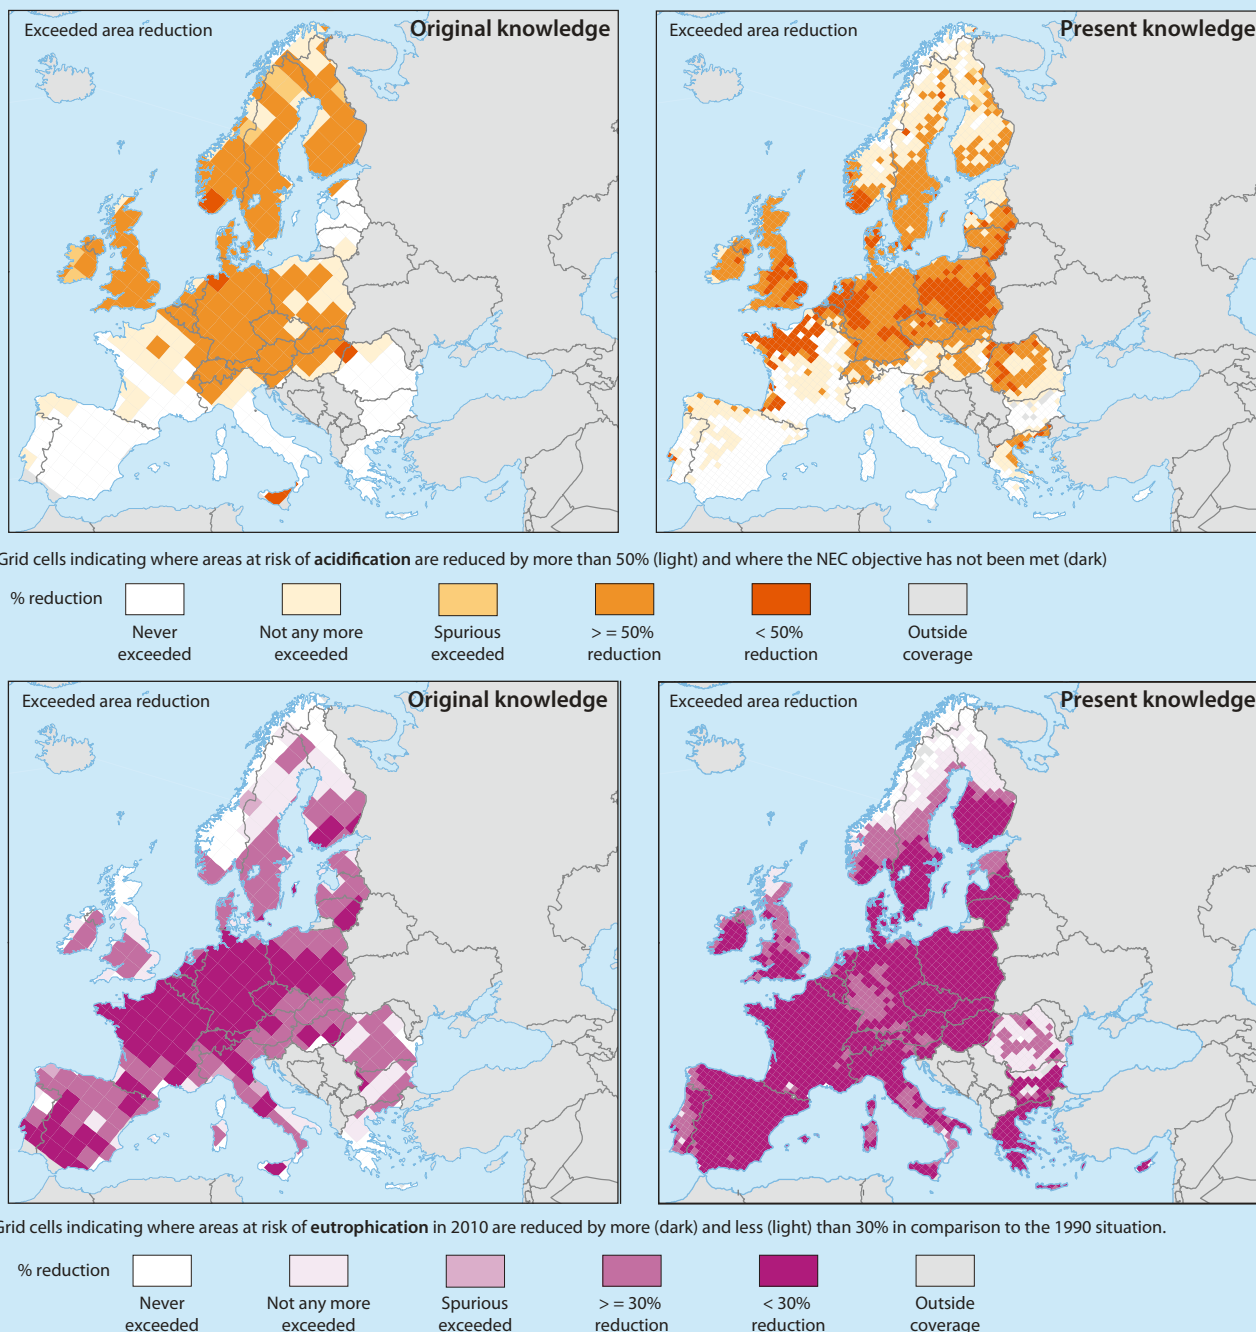 Exceeded area reduction
Original knowledge
Exceeded area reduction
Present knowledge
Grid cells indicating where areas at risk of acidification are reduced by more than 50% (light) and where the NEC objective has not been met (dark)
% reduction
Never exceeded
Not any more exceeded
Spurious exceeded
> = 50% reduction
< 50% reduction
Outside coverage
Exceeded area reduction
Original knowledge
Exceeded area reduction
Present knowledge
Grid cells indicating where areas at risk of eutrophication in 2010 are reduced by more (dark) and less (light) than 30% in comparison to the 1990 situation.
% reduction
Never exceeded
Not any more exceeded
Spurious exceeded
> = 30% reduction
< 30% reduction
Outside coverage